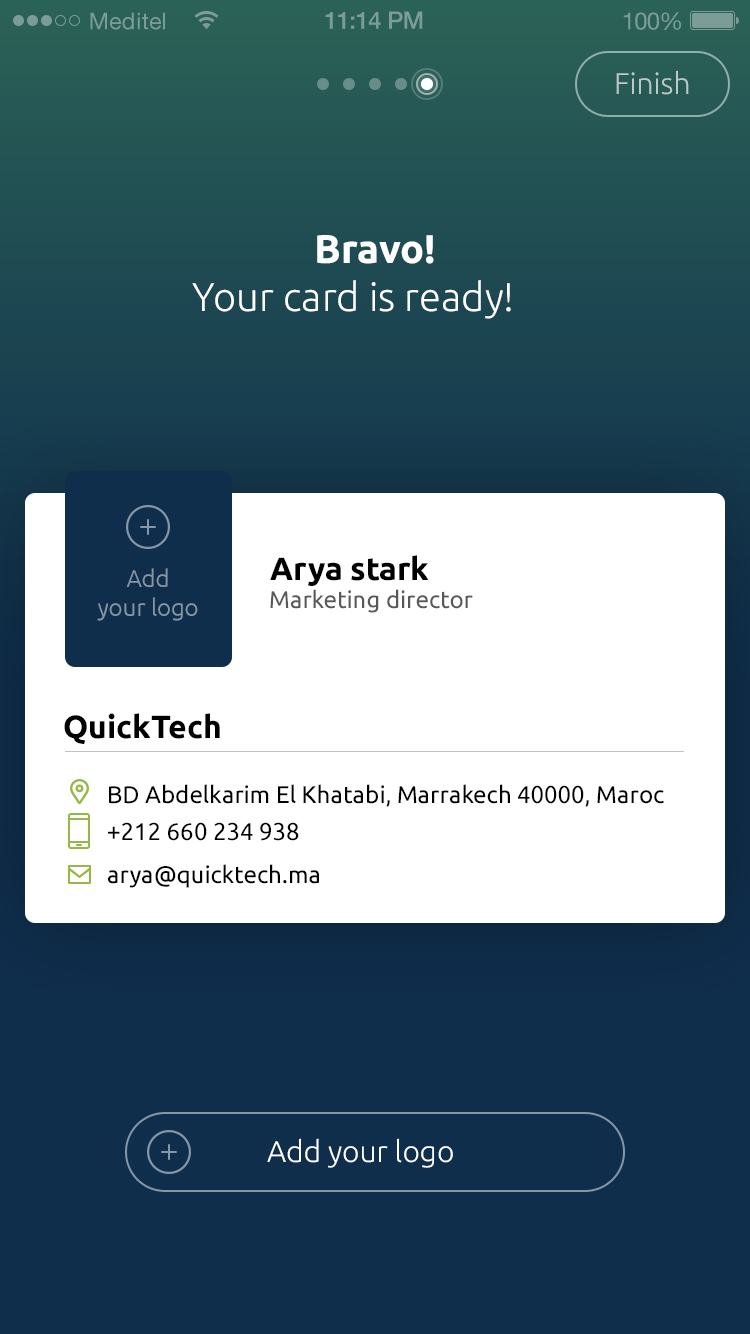 Meditel 11:14 PM 100%
Finish
Bravo!
Your card is ready!
Add
your logo
Arya stark
Marketing director
QuickTech
BD Abdelkarim El Khatabi, Marrakech 40000, Maroc
+212 660 234 938
arya@quicktech.ma
Add your logo